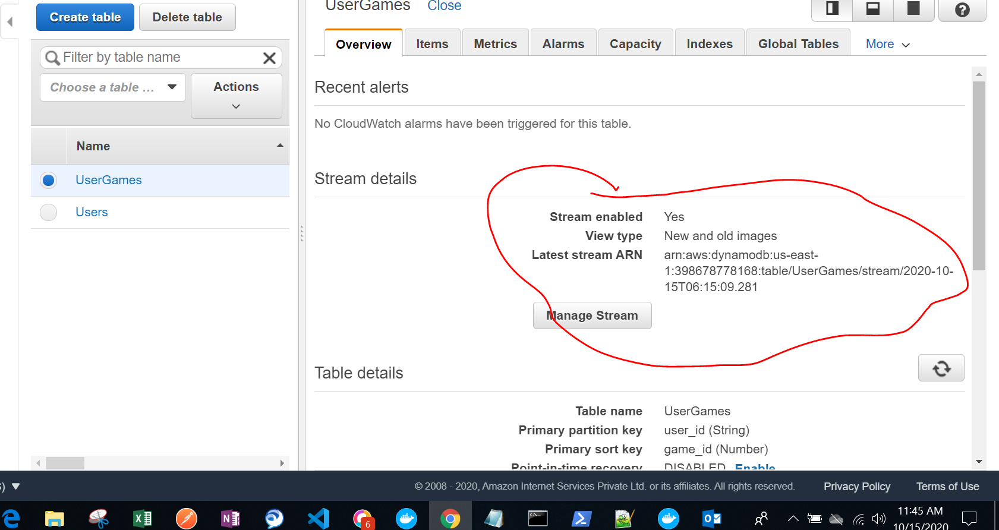 Create table
Delete table
Filter by table name
Choose a table ...
Actions
Name
UserGames
Users
UserGames Close
Overview
Items
Metrics
Alarms
Capacity
Indexes
Global Tables
More
Recent alerts
No CloudWatch alarms have been triggered for this table.
Stream details
Stream enabled Yes
View type New and old images
Latest stream ARN arn:aws:dynamodb:us-east-
1:398678778168:table/UserGames/stream/2020-10-
15T06:15:09.281
Manage Stream
Table details
Table name UserGames
Primary partition key user_id (String)
Primary sort key game_id (Number)
Point-in-time recovery DISABLED Enable
© 2008 - 2020, Amazon Internet Services Private Ltd. or its affiliates. All rights reserved. Privacy Policy Terms of Use
6
11:45 AM
10/15/2020